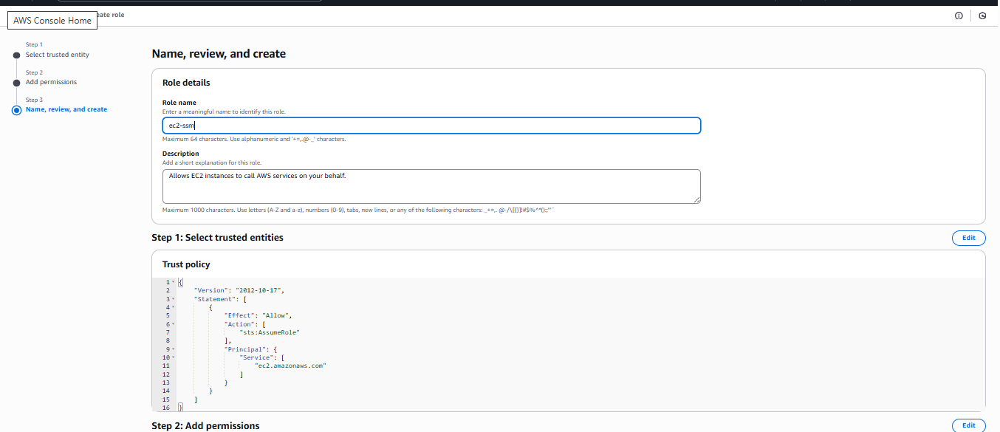 AWS Console Home
eate role
Step 1
Select trusted entity
Step 2
Add permissions
Step 3
Name, review, and create
Name, review, and create
Role details
Role name
Enter a meaningful name to identify this role.
ec2-ssm
Maximum 64 characters. Use alphanumeric and '+=,.@-_' characters.
Description
Add a short explanation for this role.
Allows EC2 instances to call AWS services on your behalf.
Maximum 1000 characters. Use letters (A-Z and a-z), numbers (0-9), tabs, new lines, or any of the following characters: _+=,. @-/\[{}]!#$%^*();:'"`
Step 1: Select trusted entities
Edit
Trust policy
1 {
2 "Version": "2012-10-17",
3 "Statement": [
4 {
5 "Effect": "Allow",
6 "Action": [
7 "sts:AssumeRole"
8 ],
9 "Principal": {
10 "Service": [
11 "ec2.amazonaws.com"
12 ]
13 }
14 }
15 ]
16 }
Step 2: Add permissions
Edit